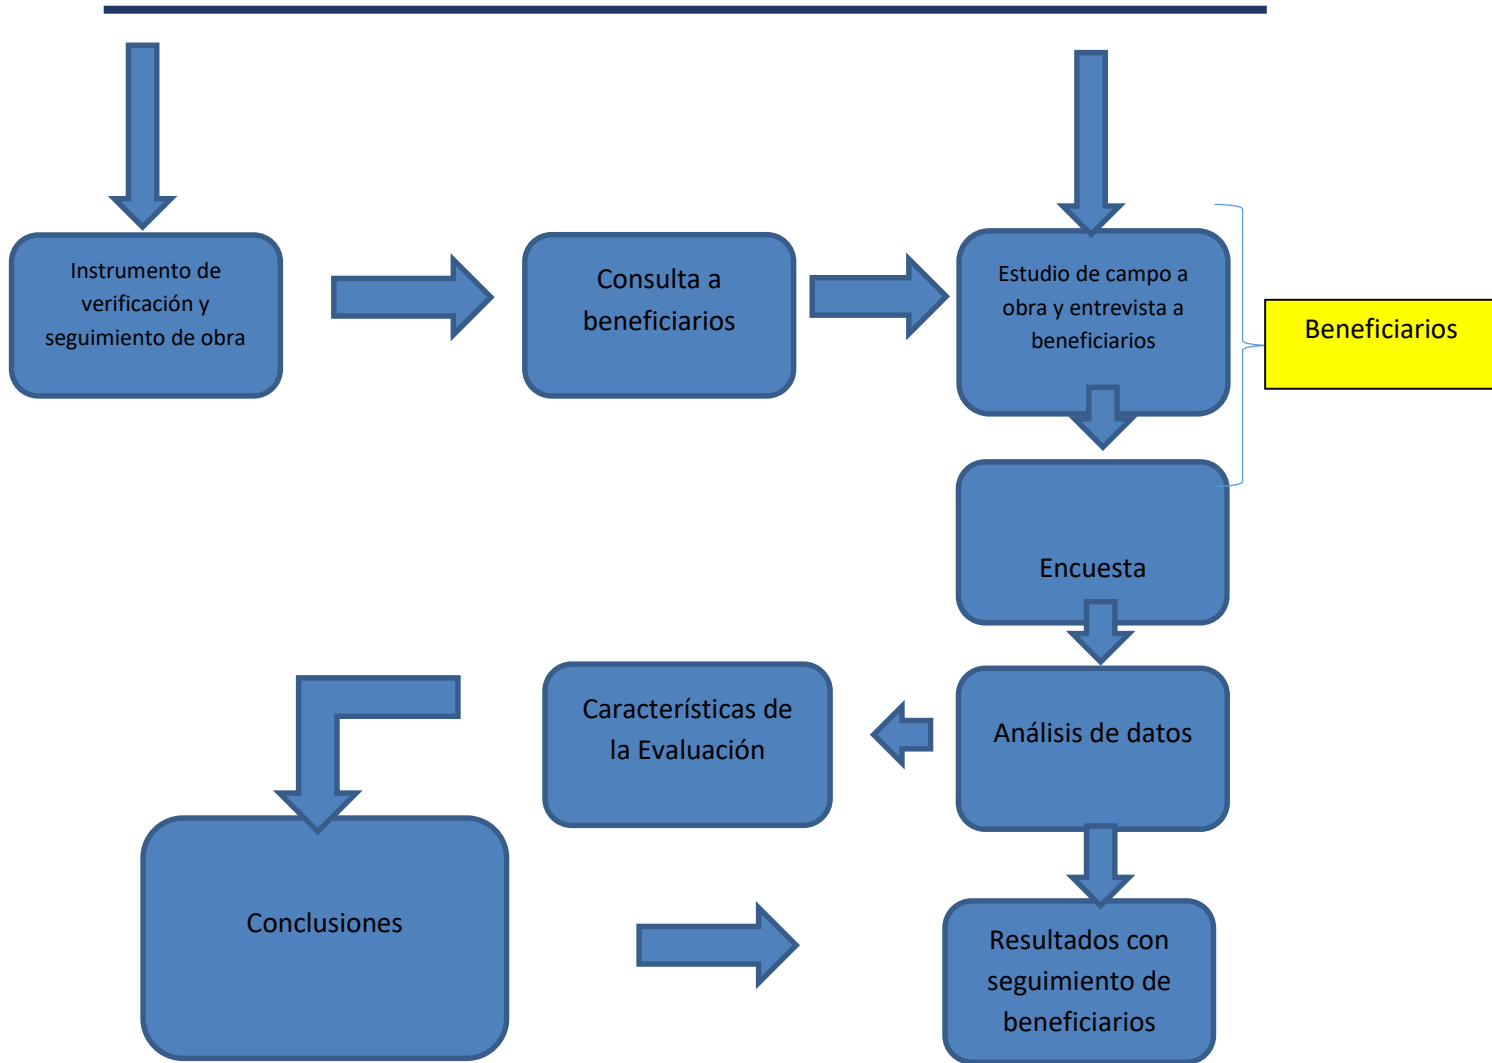 Instrumento de
verificación y
seguimiento de obra
Consulta a
beneficiarios
Estudio de campo a
obra y entrevista a
beneficiarios
Beneficiarios
Encuesta
Características de
la Evaluación
Análisis de datos
Conclusiones
Resultados con
seguimiento de
beneficiarios